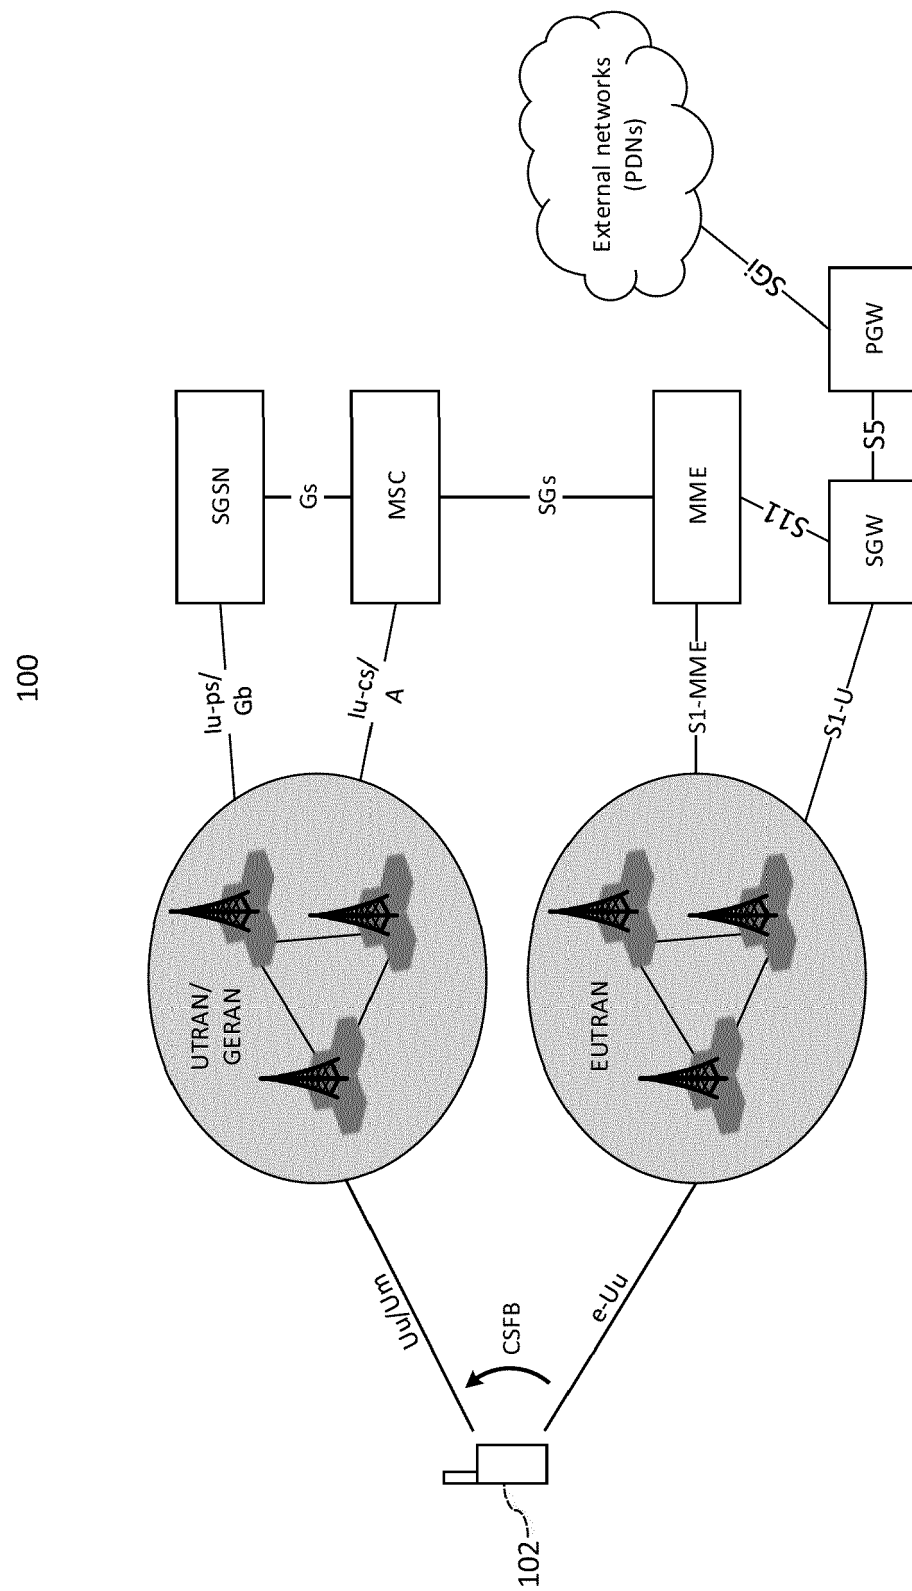 100
102
CSFB
Uu/Um
e-Uu
UTRAN/
GERAN
EUTRAN
Iu-ps/
Gb
Iu-cs/
A
S1-MME
S1-U
SGSN
Gs
MSC
SGs
MME
S11
SGW
S5
PGW
SGi
External networks
(PDNs)